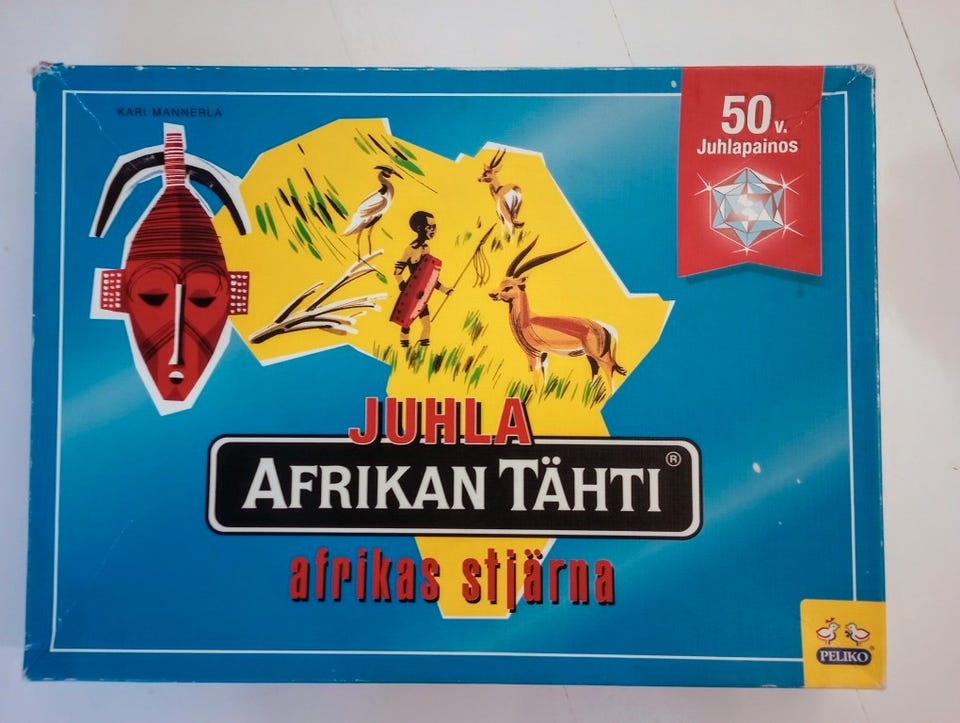 KARI MANNERLA
50 v.
Juhlapainos
JUHLA
AFRIKAN TÄHTI ®
afrikas stjärna
PELIKO ®